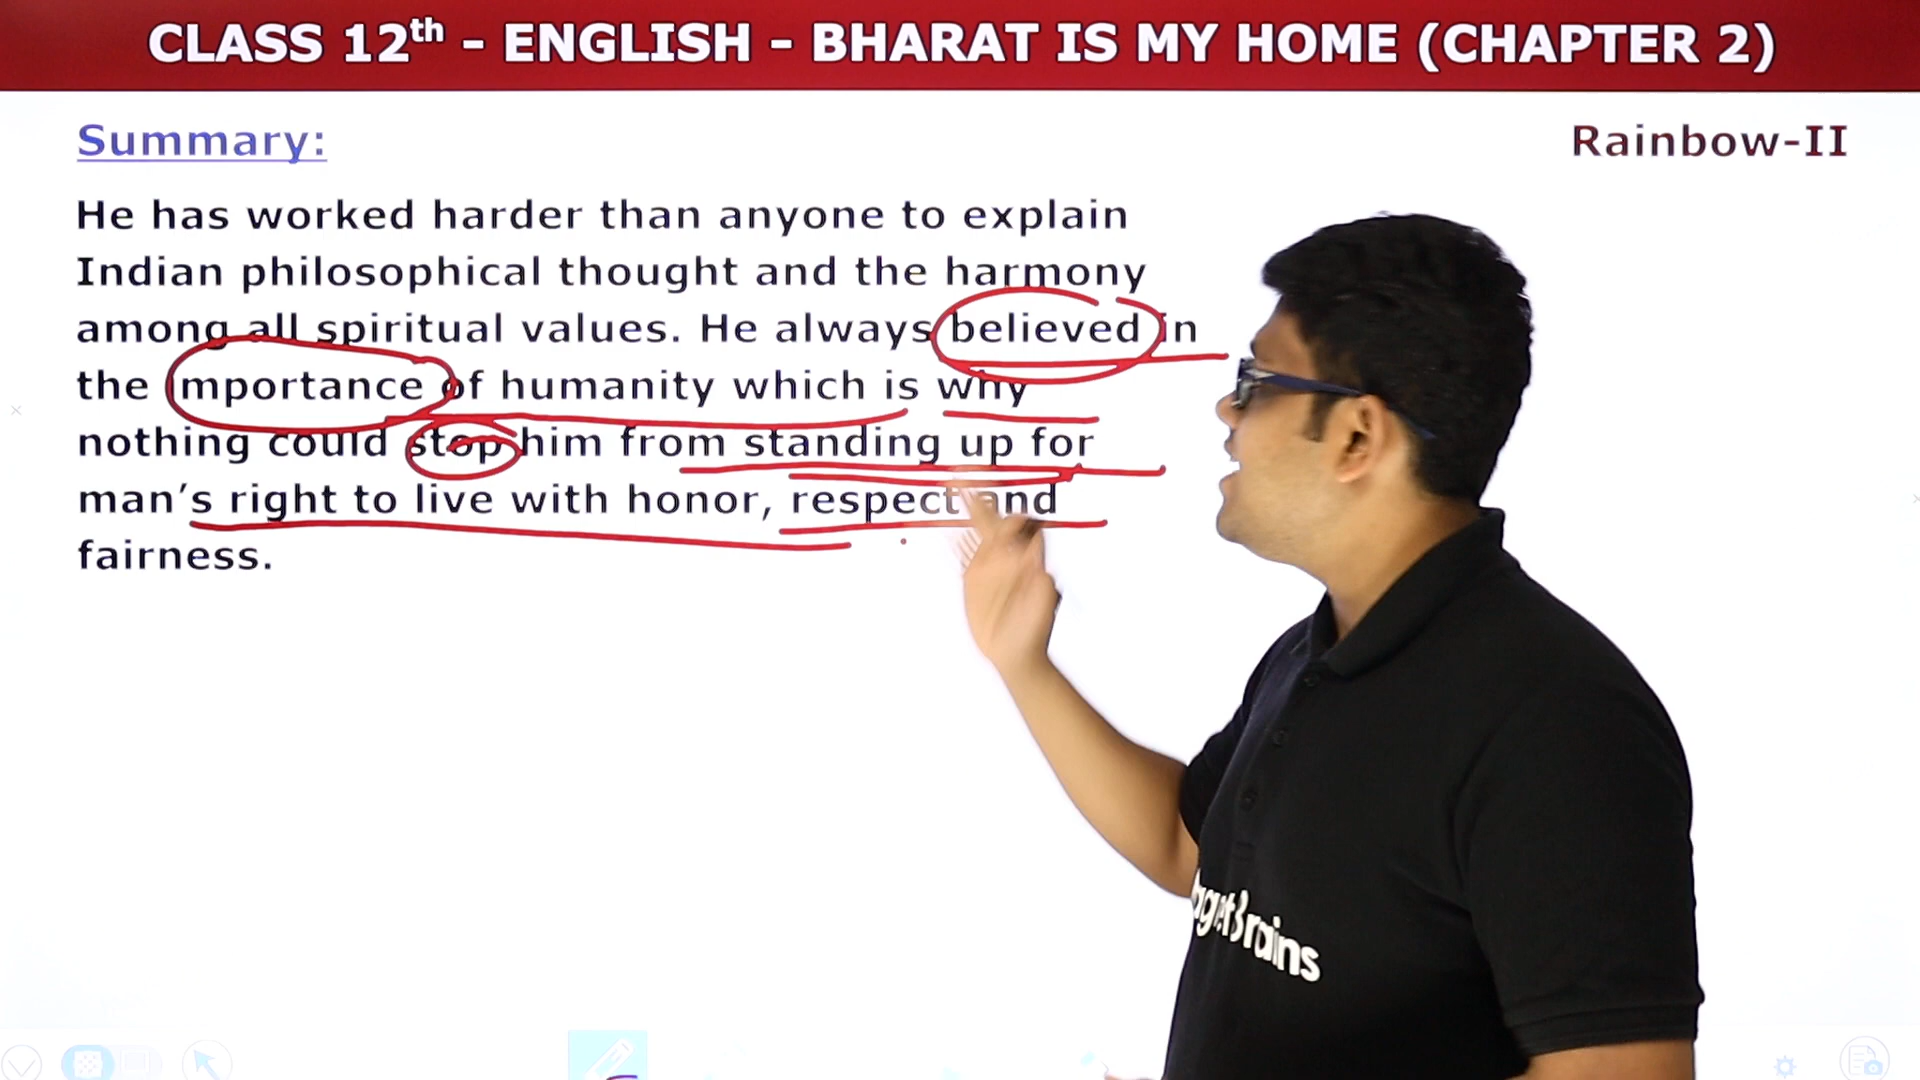 CLASS 12th - ENGLISH - BHARAT IS MY HOME (CHAPTER 2)
Summary:
Rainbow-II
He has worked harder than anyone to explain
Indian philosophical thought and the harmony
among all spiritual values. He always believed in
the importance of humanity which is why
nothing could stop him from standing up for
man’s right to live with honor, respect and
fairness.
agnet Brains